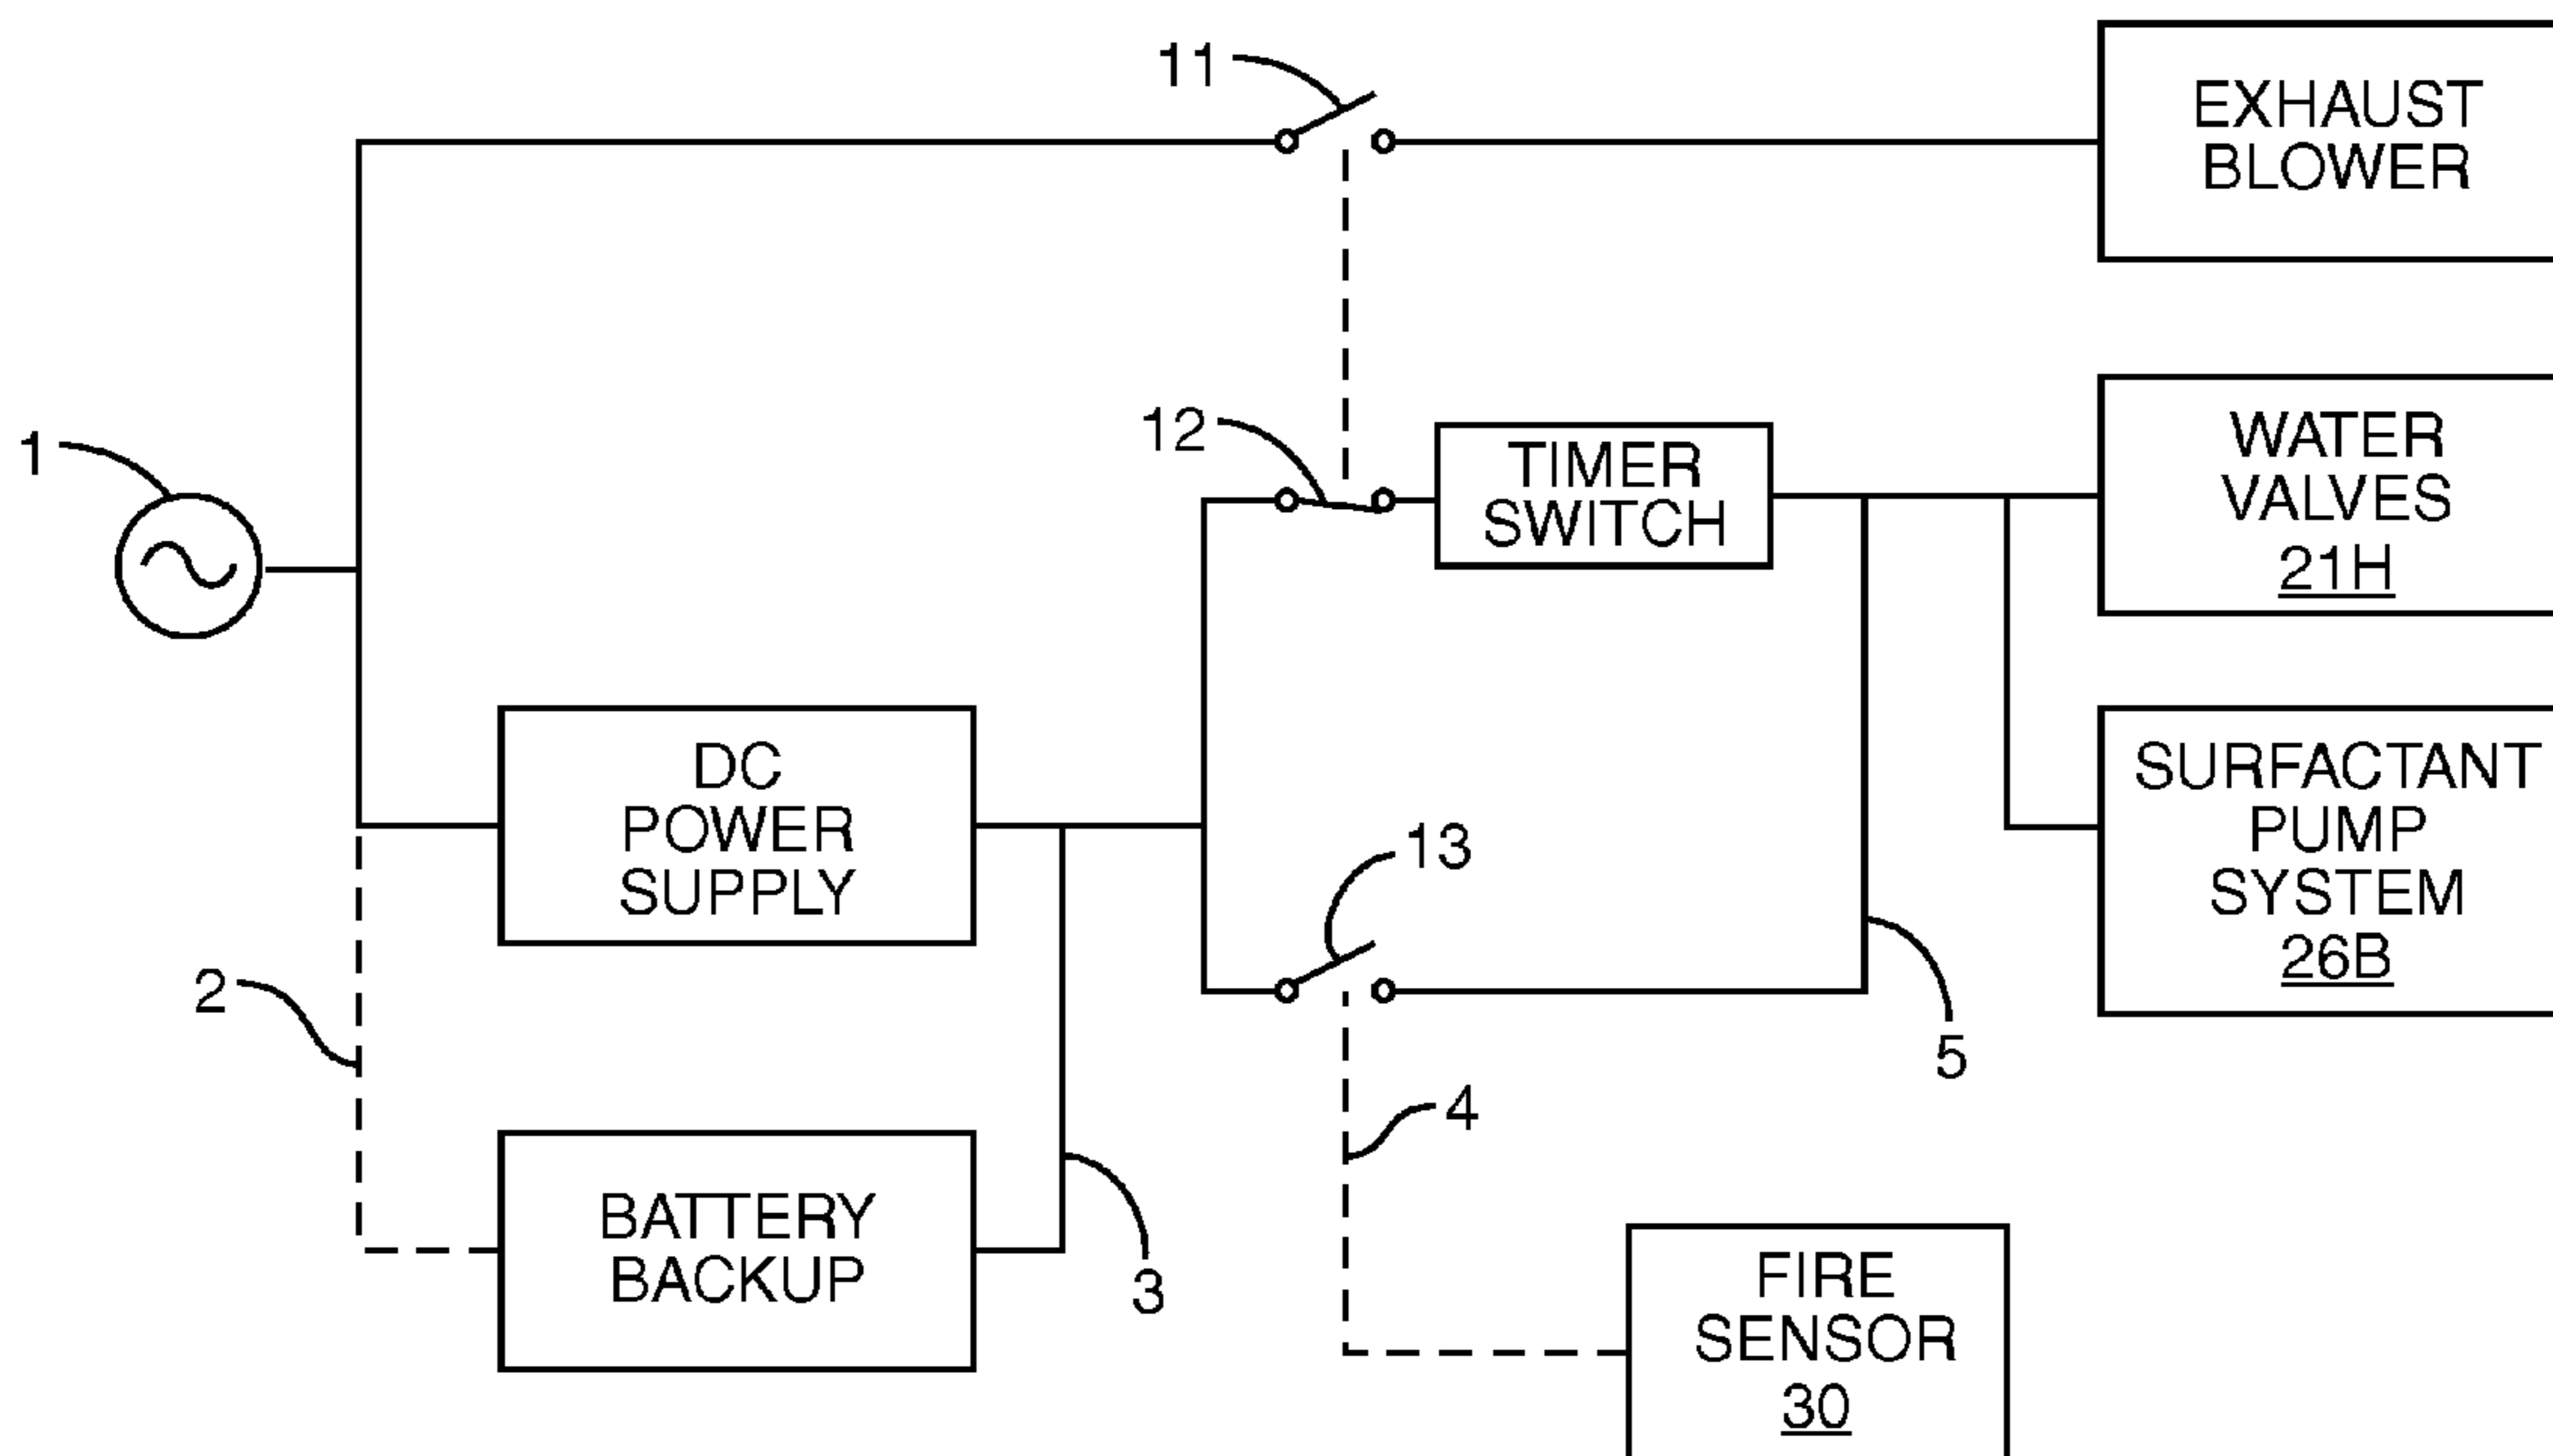 11
EXHAUST
BLOWER
1
12
TIMER
SWITCH
WATER
VALVES
21H
DC
POWER
SUPPLY
SURFACTANT
PUMP
SYSTEM
26B
13
2
5
4
BATTERY
BACKUP
3
FIRE
SENSOR
30